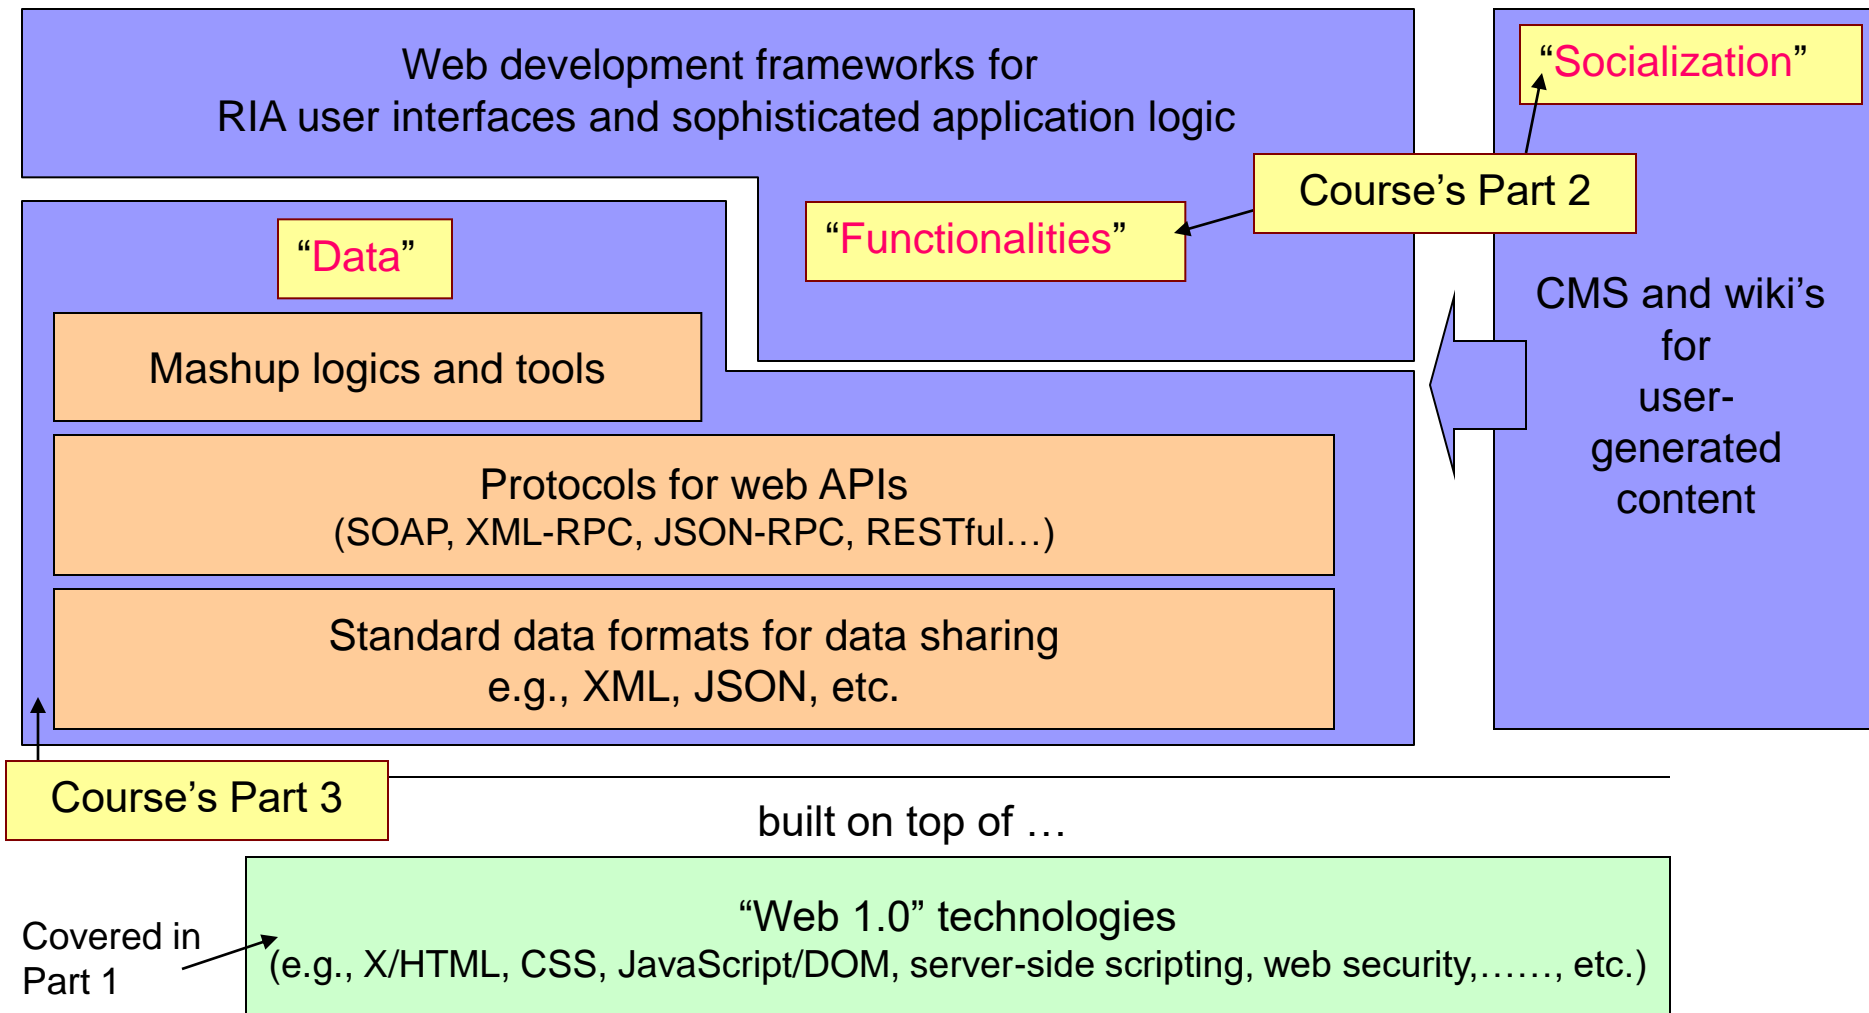 Web development frameworks for
RIA user interfaces and sophisticated application logic
“Socialization”
Course’s Part 2
“Functionalities”
“Data”
CMS and wiki’s
for
user-
generated
content
Mashup logics and tools
Protocols for web APIs
(SOAP, XML-RPC, JSON-RPC, RESTful…)
Standard data formats for data sharing
e.g., XML, JSON, etc.
Course’s Part 3
built on top of …
Covered in
Part 1
“Web 1.0” technologies
(e.g., X/HTML, CSS, JavaScript/DOM, server-side scripting, web security,……, etc.)